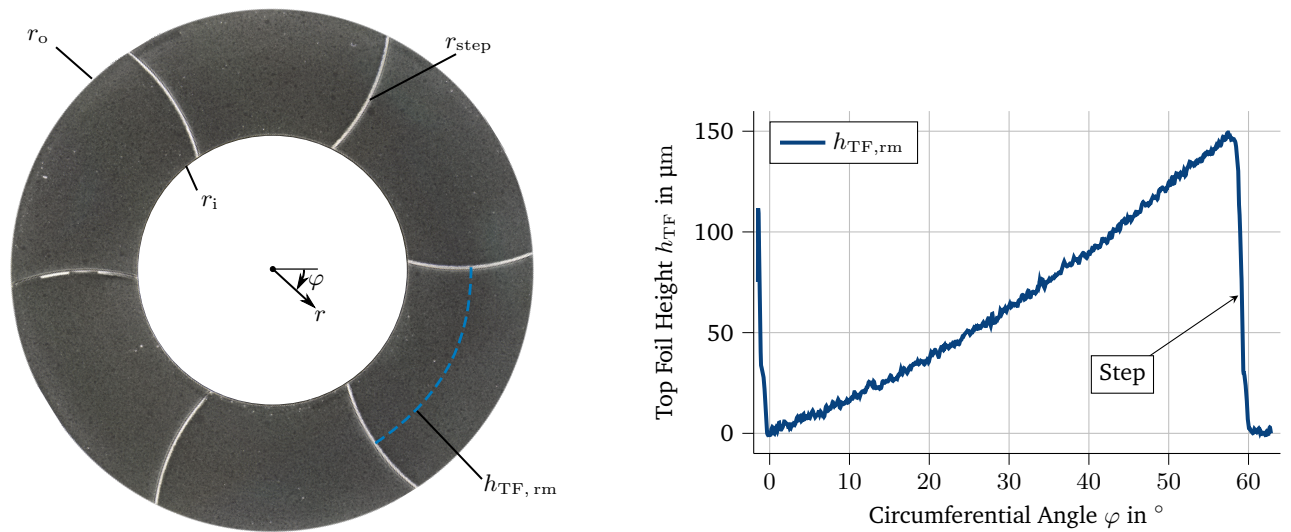 r_o
r_step
r_i
φ
r
h_TF, rm
150
100
50
0
h_TF,rm
Step
0 10 20 30 40 50 60
Top Foil Height h_TF in µm
Circumferential Angle φ in °